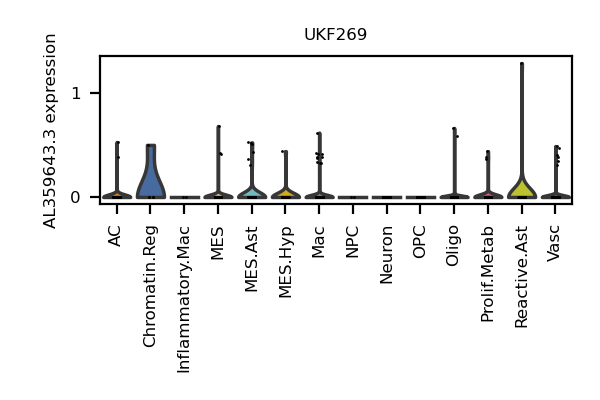 UKF269
AL359643.3 expression
1
0
AC
Chromatin.Reg
Inflammatory.Mac
MES
MES.Ast
MES.Hyp
Mac
NPC
Neuron
OPC
Oligo
Prolif.Metab
Reactive.Ast
Vasc